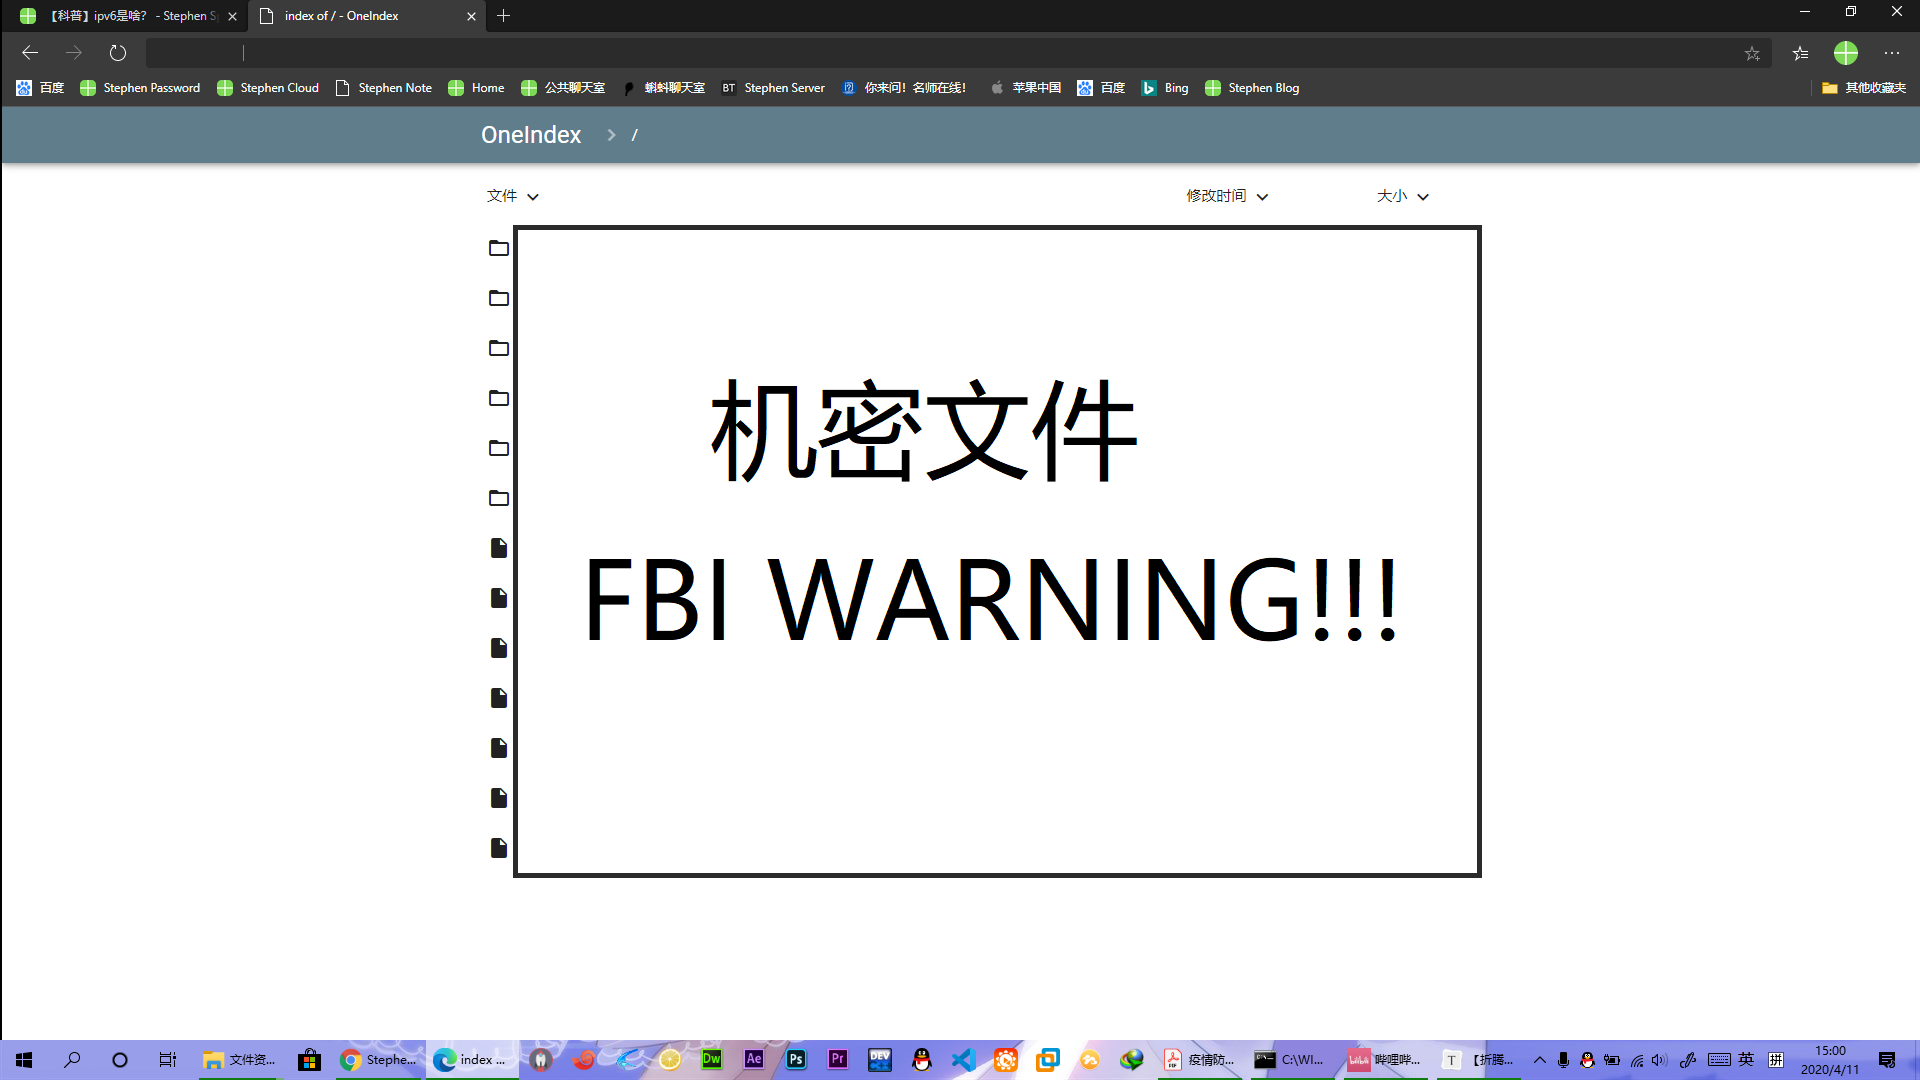 【科普】ipv6是啥？ - Stephen S
index of / - OneIndex
百度
Stephen Password
Stephen Cloud
Stephen Note
Home
公共聊天室
蝌蚪聊天室
BT
Stephen Server
你来问！名师在线！
苹果中国
百度
Bing
Stephen Blog
其他收藏夹
OneIndex
/
文件
修改时间
大小
机密文件
FBI WARNING!!!
文件资...
Stephe...
index ...
Dw
Ae
Ps
Pr
DEV
疫情防...
C:\WI...
哔哩哔...
【折腾...
英
拼
15:00
2020/4/11